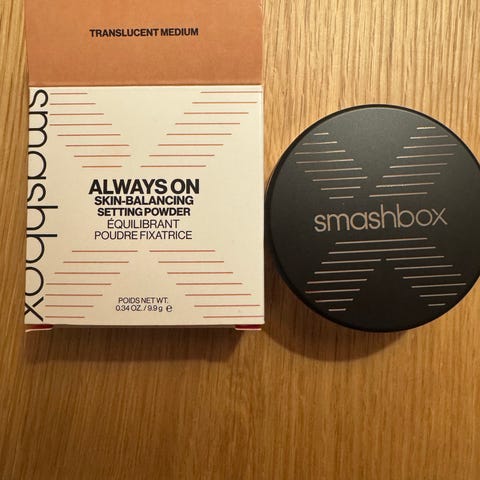 TRANSLUCENT MEDIUM
smashbox
ALWAYS ON
SKIN-BALANCING
SETTING POWDER
ÉQUILIBRANT
POUDRE FIXATRICE
POIDS NET WT.
0.34 OZ. / 9.9 g ℮
smashbox